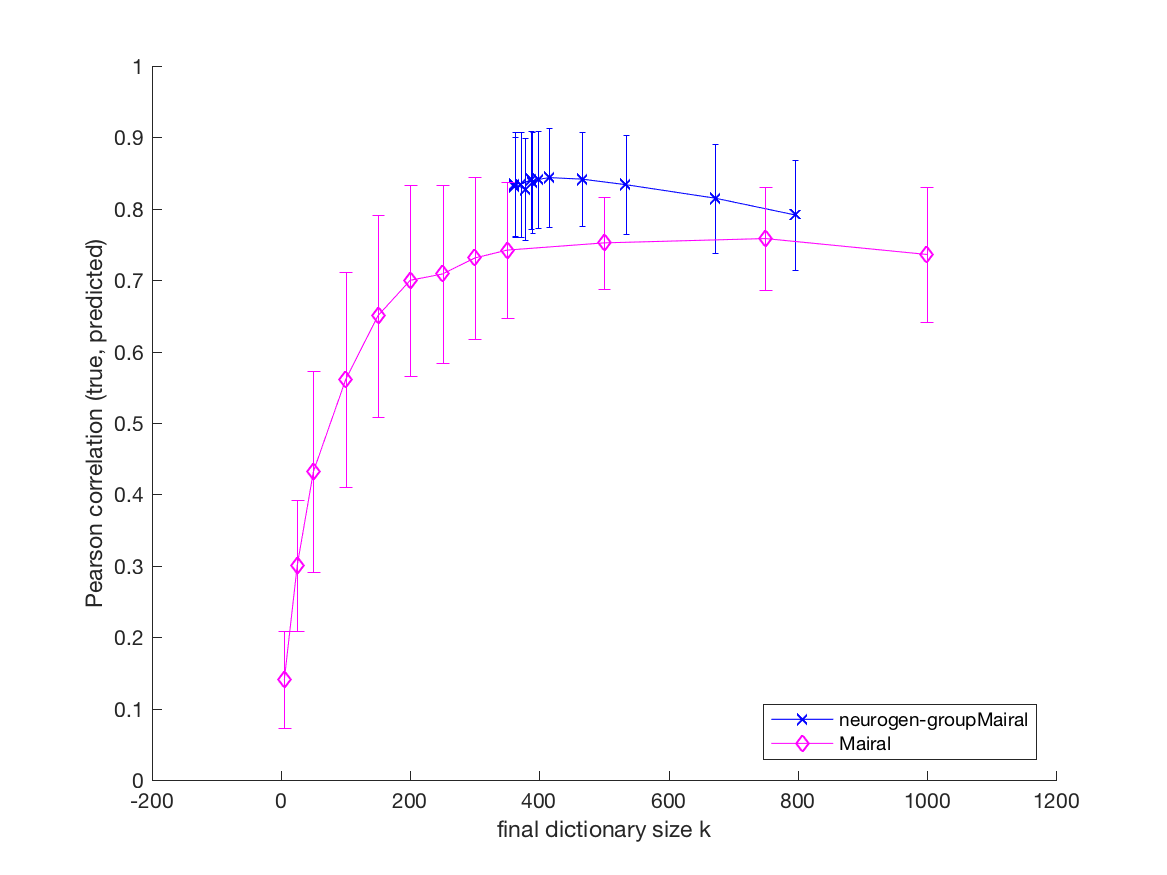 1
0.9
0.8
0.7
0.6
0.5
0.4
0.3
0.2
0.1
0
Pearson correlation (true, predicted)
-200 0 200 400 600 800 1000 1200
final dictionary size k
neurogen-groupMairal
Mairal